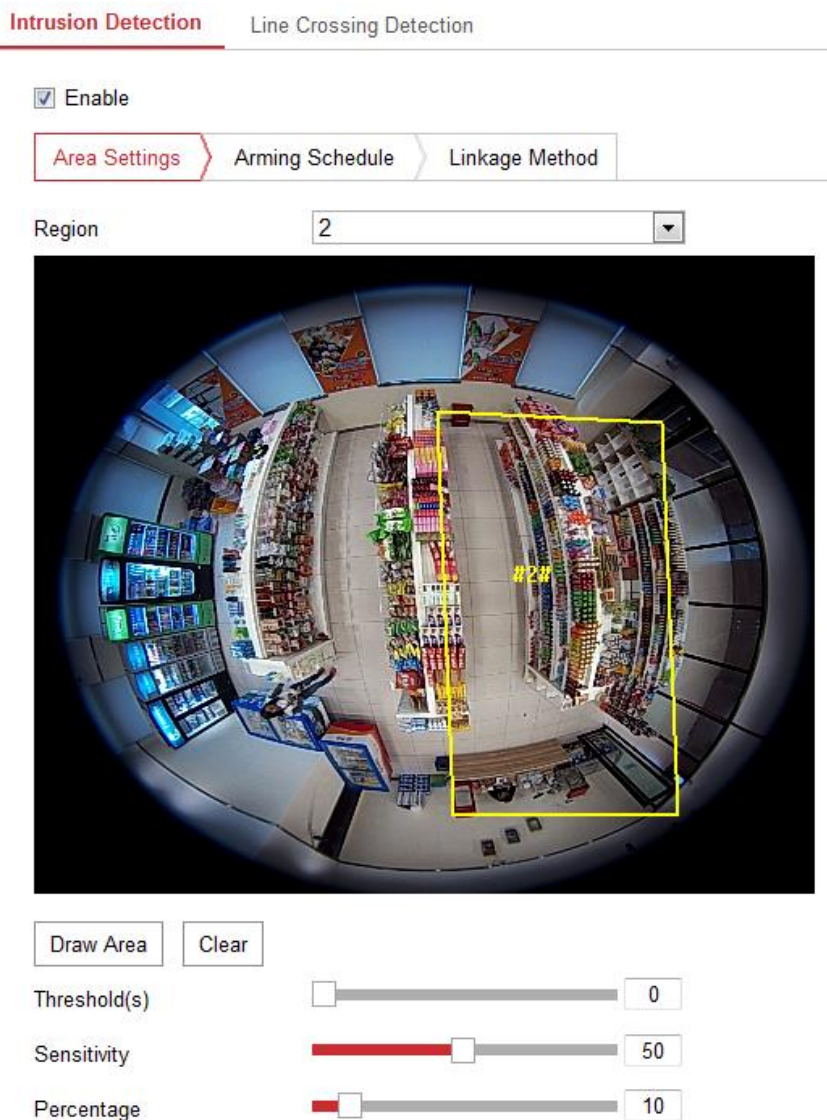 Intrusion Detection Line Crossing Detection
Enable
Area Settings Arming Schedule Linkage Method
Region 2
#2#
Draw Area Clear
Threshold(s) 0
Sensitivity 50
Percentage 10